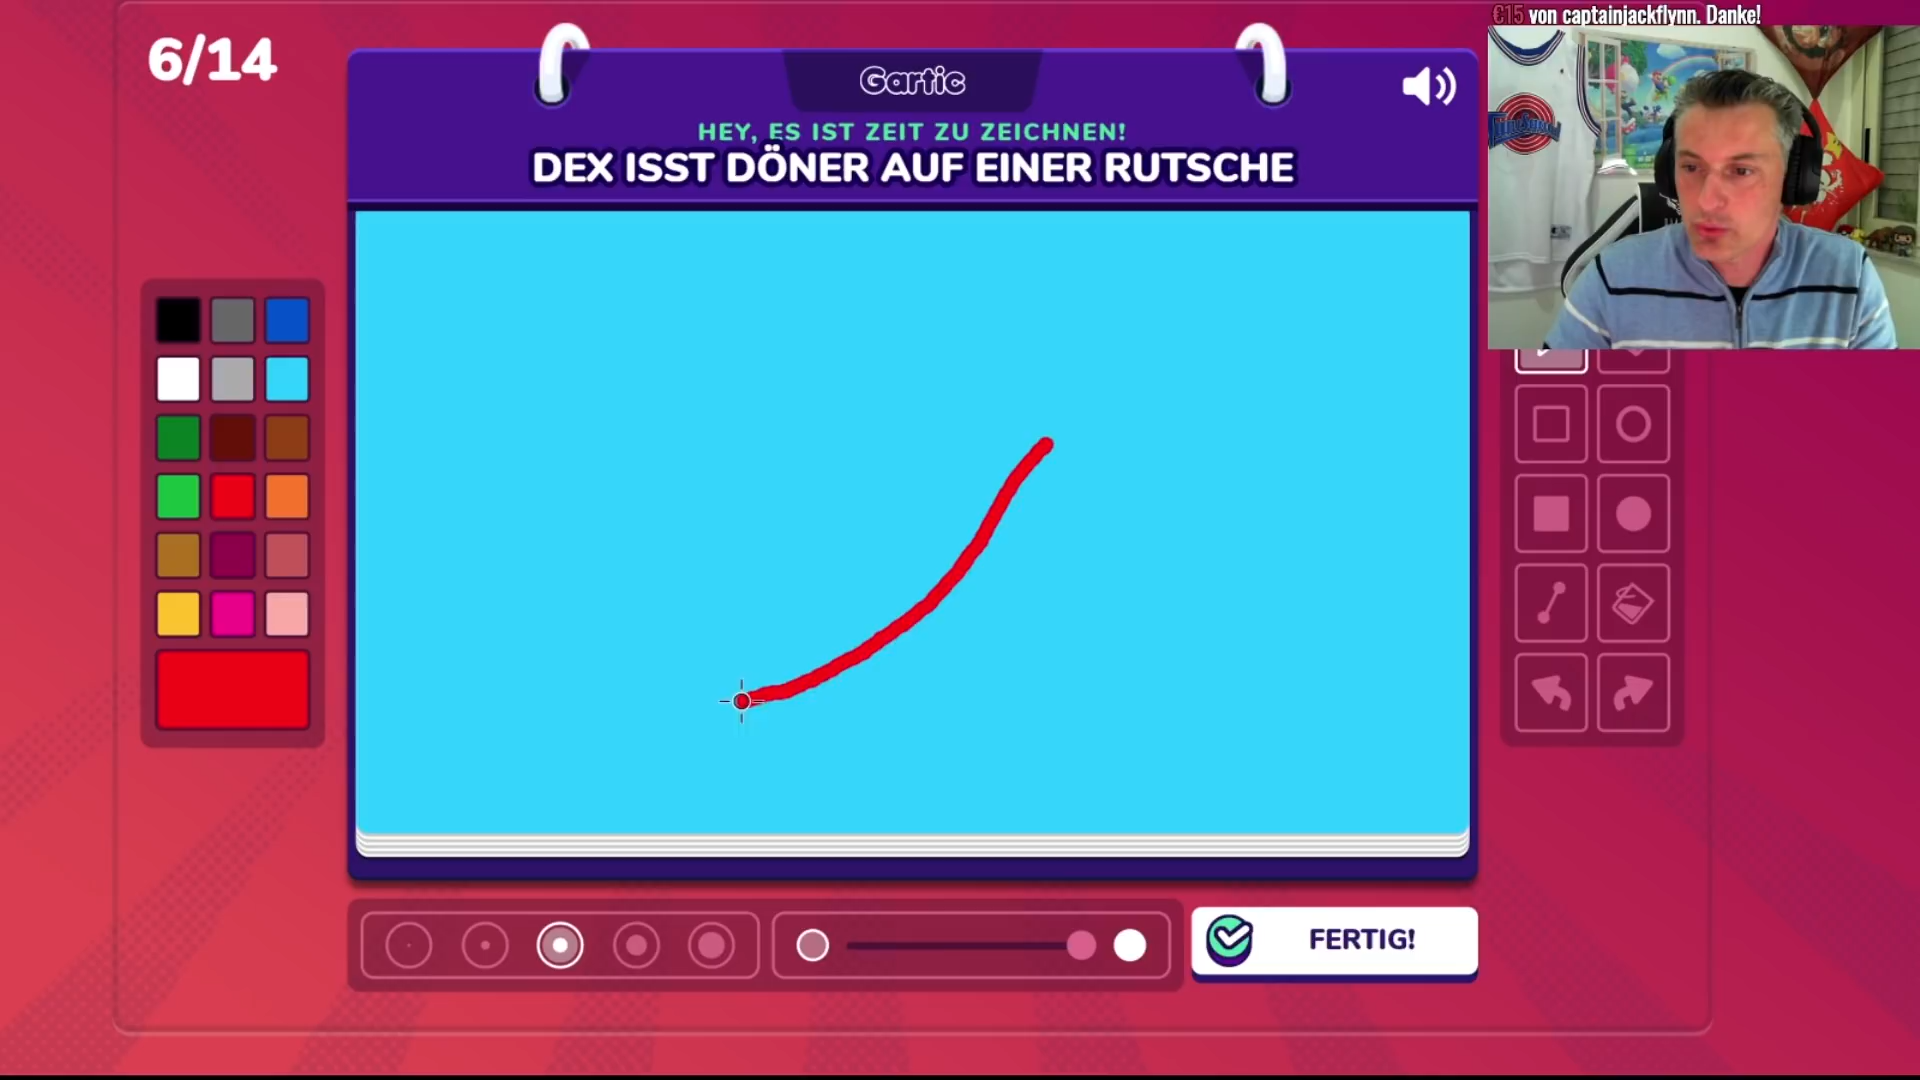 €15 von captainjackflynn. Danke!
6/14
Gartic
HEY, ES IST ZEIT ZU ZEICHNEN!
DEX ISST DÖNER AUF EINER RUTSCHE
FERTIG!